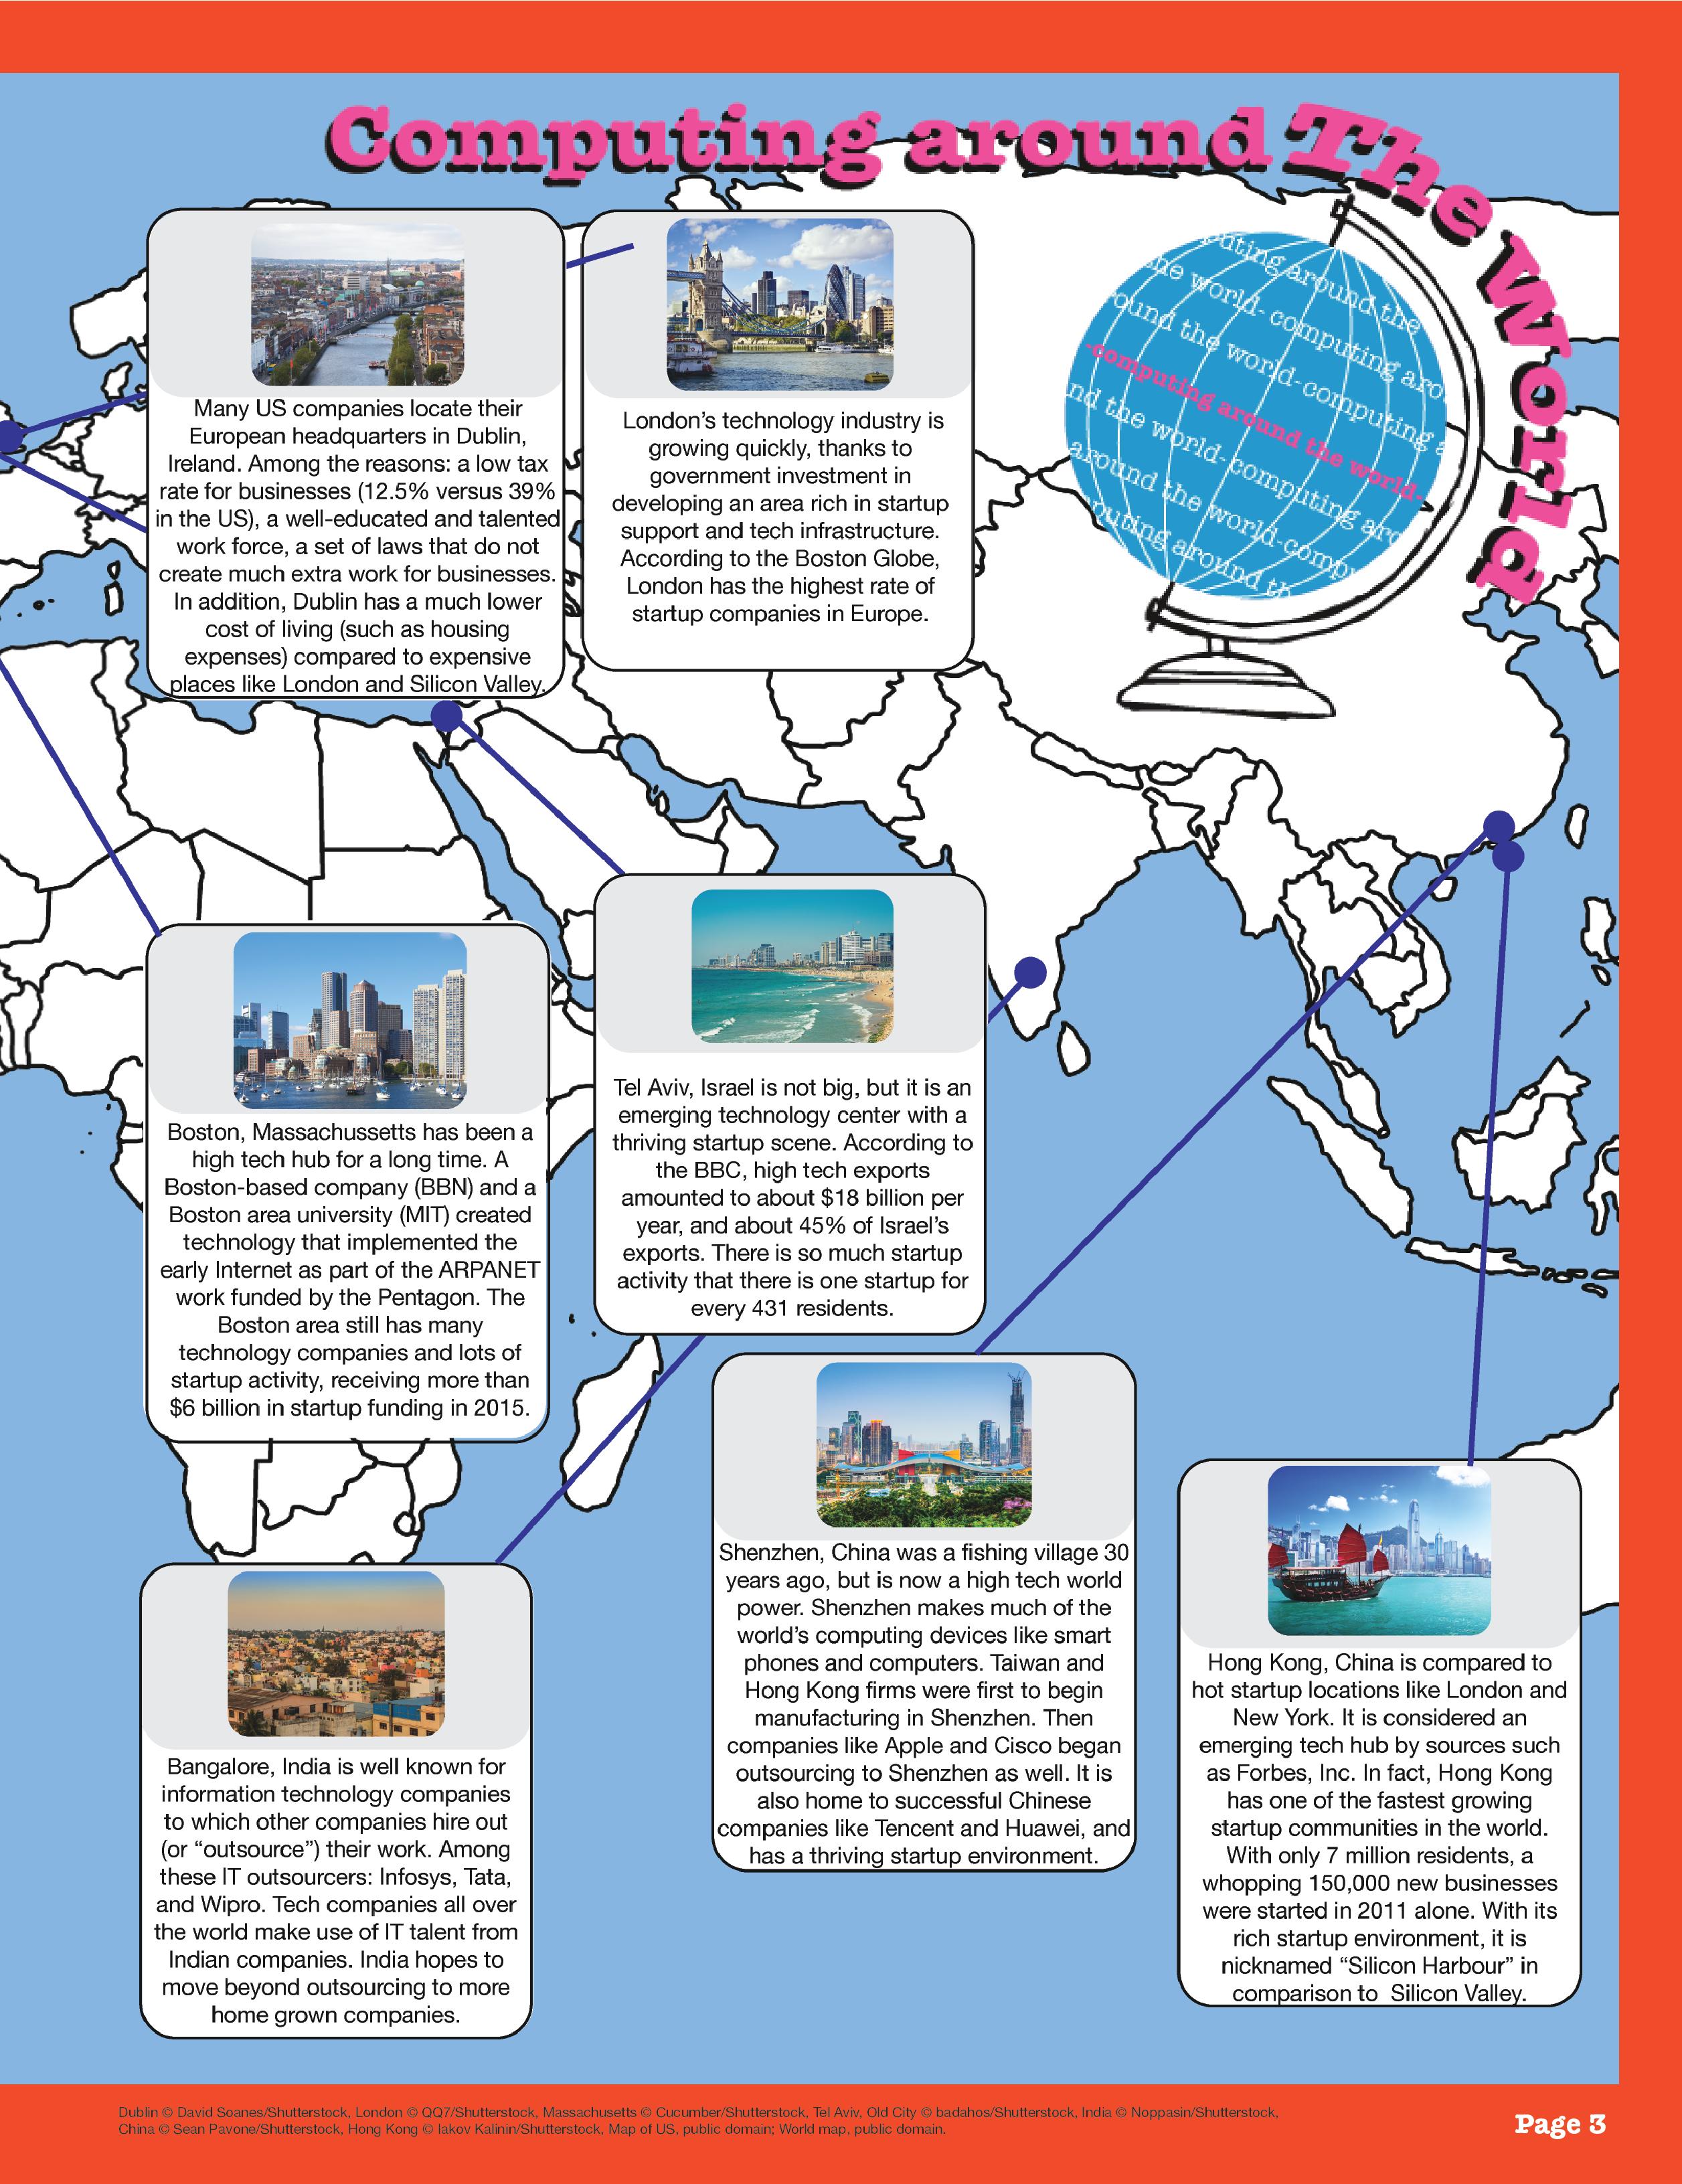 Computing around The World
Many US companies locate their
European headquarters in Dublin,
Ireland. Among the reasons: a low tax
rate for businesses (12.5% versus 39%
in the US), a well-educated and talented
work force, a set of laws that do not
create much extra work for businesses.
In addition, Dublin has a much lower
cost of living (such as housing
expenses) compared to expensive
places like London and Silicon Valley.
London’s technology industry is
growing quickly, thanks to
government investment in
developing an area rich in startup
support and tech infrastructure.
According to the Boston Globe,
London has the highest rate of
startup companies in Europe.
puting around the
he world- computing aro
ound the world-computing a
-computing around the world-
nd the world-computing aro
around the world-comp
puting around th
Boston, Massachussetts has been a
high tech hub for a long time. A
Boston-based company (BBN) and a
Boston area university (MIT) created
technology that implemented the
early Internet as part of the ARPANET
work funded by the Pentagon. The
Boston area still has many
technology companies and lots of
startup activity, receiving more than
$6 billion in startup funding in 2015.
Tel Aviv, Israel is not big, but it is an
emerging technology center with a
thriving startup scene. According to
the BBC, high tech exports
amounted to about $18 billion per
year, and about 45% of Israel’s
exports. There is so much startup
activity that there is one startup for
every 431 residents.
Bangalore, India is well known for
information technology companies
to which other companies hire out
(or “outsource”) their work. Among
these IT outsourcers: Infosys, Tata,
and Wipro. Tech companies all over
the world make use of IT talent from
Indian companies. India hopes to
move beyond outsourcing to more
home grown companies.
Shenzhen, China was a fishing village 30
years ago, but is now a high tech world
power. Shenzhen makes much of the
world’s computing devices like smart
phones and computers. Taiwan and
Hong Kong firms were first to begin
manufacturing in Shenzhen. Then
companies like Apple and Cisco began
outsourcing to Shenzhen as well. It is
also home to successful Chinese
companies like Tencent and Huawei, and
has a thriving startup environment.
Hong Kong, China is compared to
hot startup locations like London and
New York. It is considered an
emerging tech hub by sources such
as Forbes, Inc. In fact, Hong Kong
has one of the fastest growing
startup communities in the world.
With only 7 million residents, a
whopping 150,000 new businesses
were started in 2011 alone. With its
rich startup environment, it is
nicknamed “Silicon Harbour” in
comparison to Silicon Valley.
Dublin © David Soanes/Shutterstock, London © QQ7/Shutterstock, Massachusetts © Cucumber/Shutterstock, Tel Aviv, Old City © badahos/Shutterstock, India © Noppasin/Shutterstock,
China © Sean Pavone/Shutterstock, Hong Kong © Iakov Kalinin/Shutterstock, Map of US, public domain; World map, public domain.
Page 3